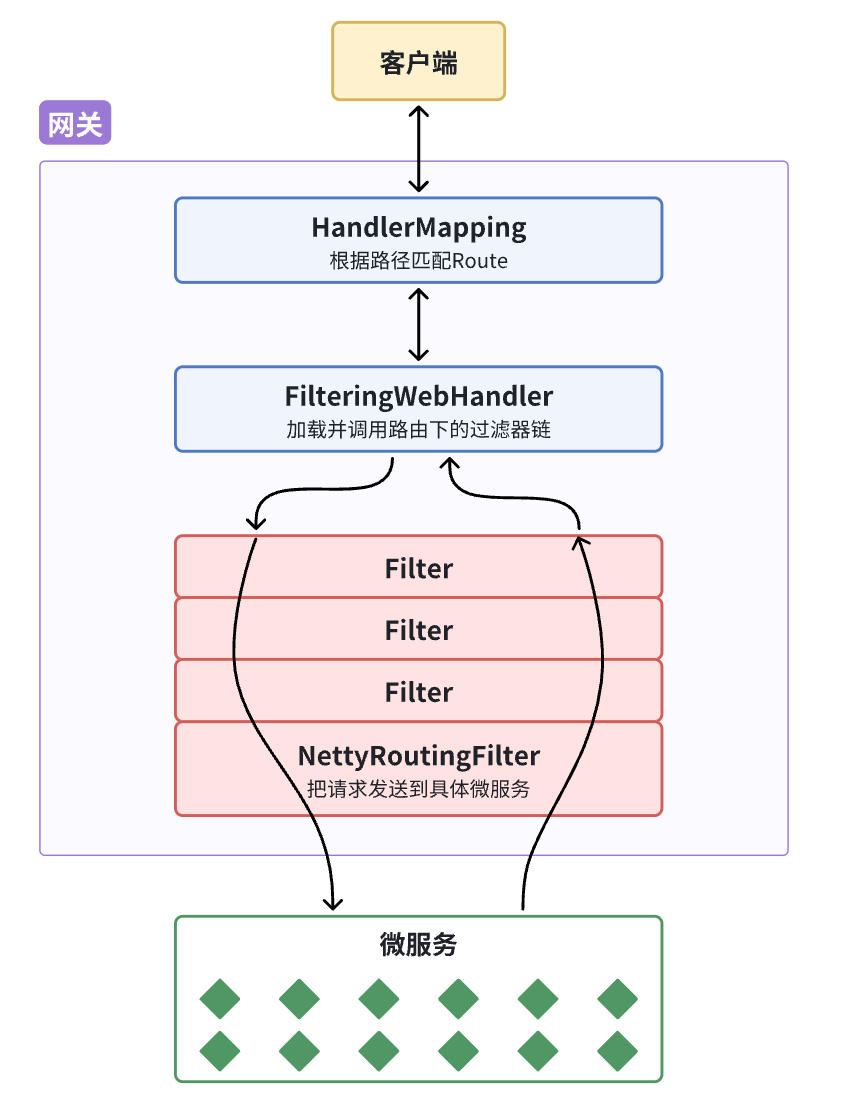 客户端
网关
HandlerMapping
根据路径匹配Route
FilteringWebHandler
加载并调用路由下的过滤器链
Filter
Filter
Filter
NettyRoutingFilter
把请求发送到具体微服务
微服务